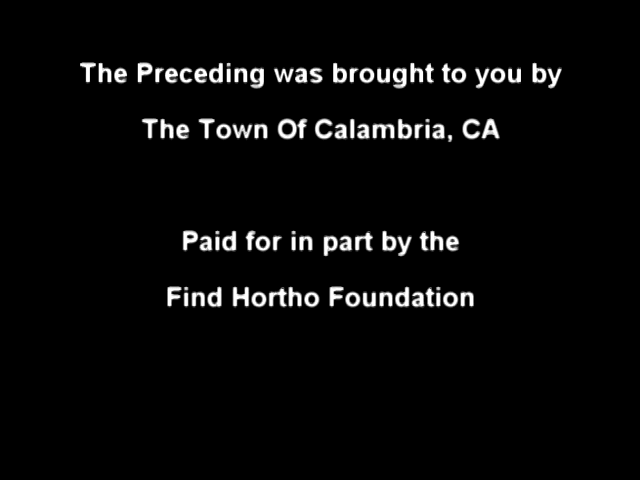 The Preceding was brought to you by
The Town Of Calambria, CA
Paid for in part by the
Find Hortho Foundation